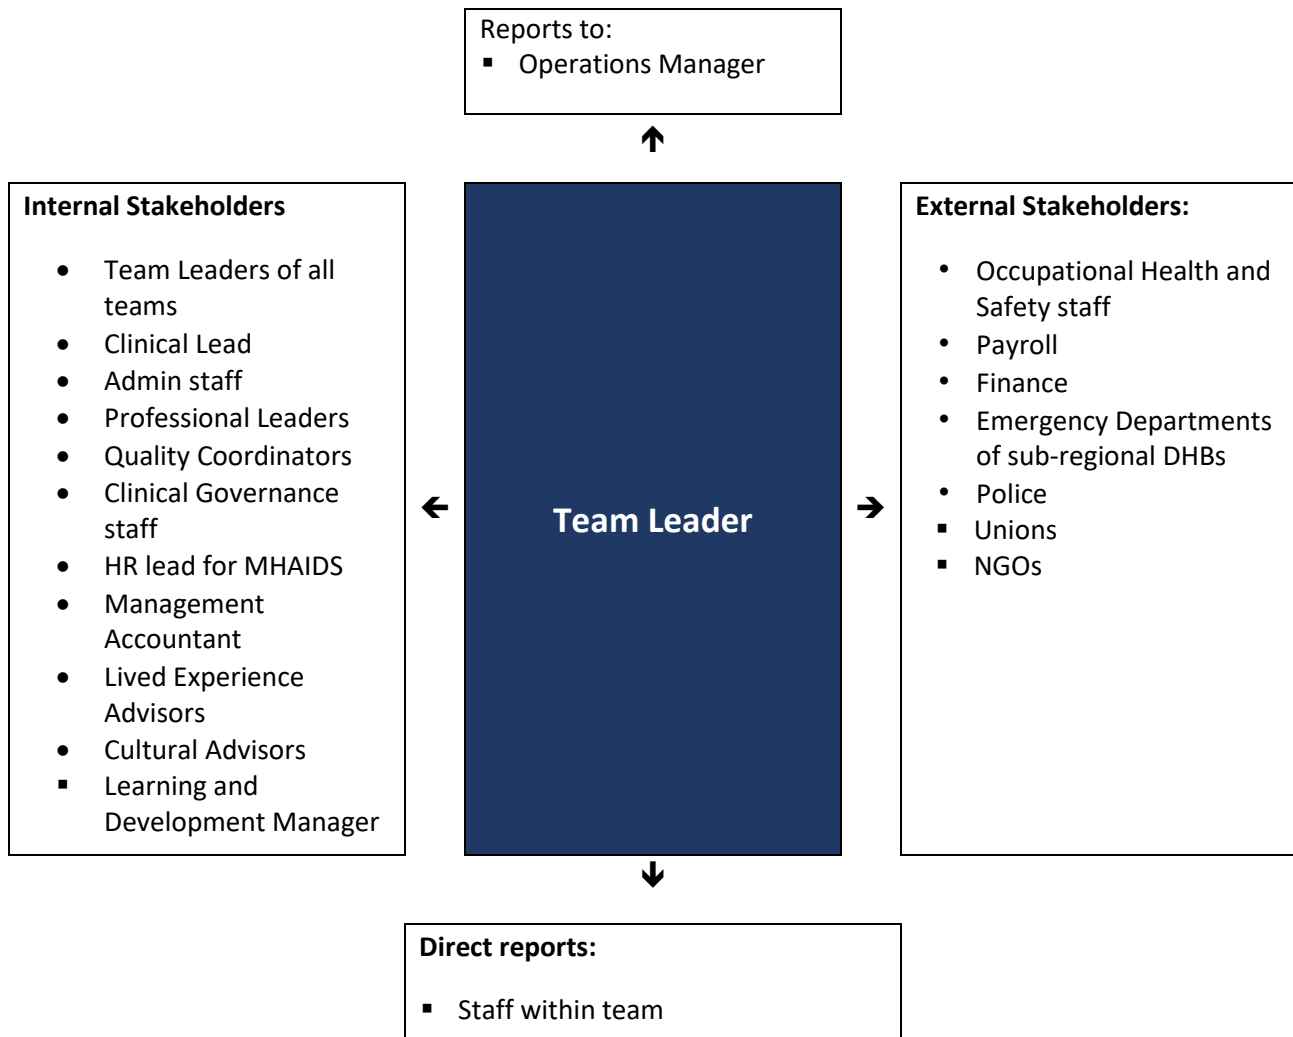 Reports to:
▪ Operations Manager
Internal Stakeholders
• Team Leaders of all
teams
• Clinical Lead
• Admin staff
• Professional Leaders
• Quality Coordinators
• Clinical Governance
staff
• HR lead for MHAIDS
• Management
Accountant
• Lived Experience
Advisors
• Cultural Advisors
▪ Learning and
Development Manager
Team Leader
External Stakeholders:
• Occupational Health and
Safety staff
• Payroll
• Finance
• Emergency Departments
of sub-regional DHBs
• Police
▪ Unions
▪ NGOs
Direct reports:
▪ Staff within team